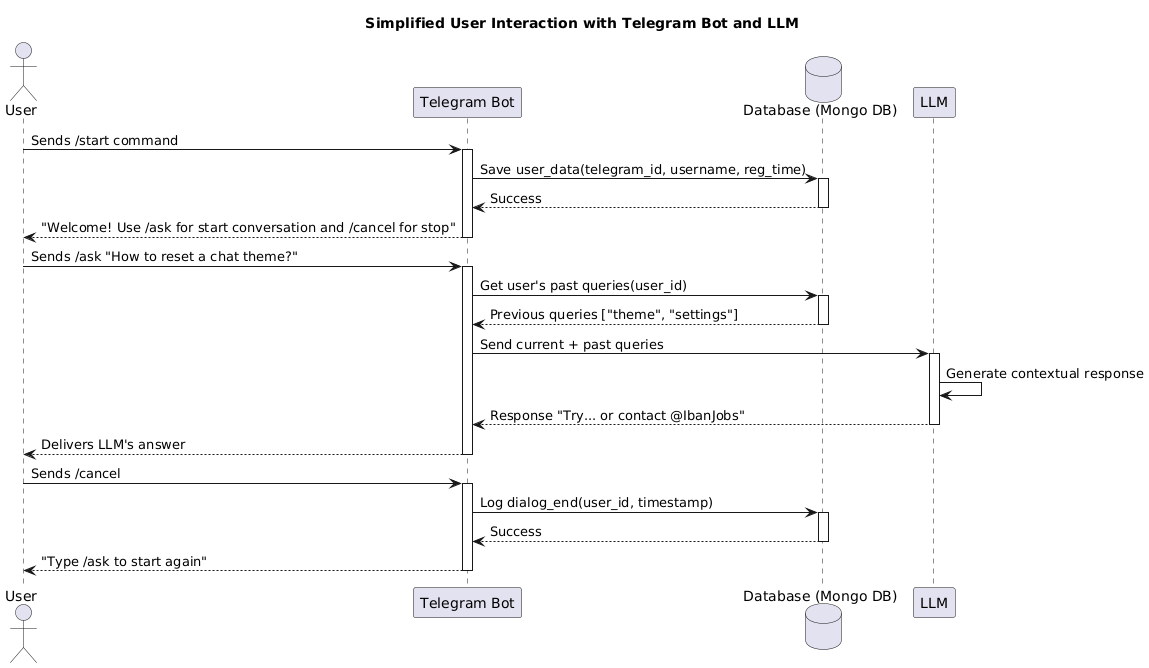 Simplified User Interaction with Telegram Bot and LLM
User
Telegram Bot
Database (Mongo DB)
LLM
Sends /start command
Save user_data(telegram_id, username, reg_time)
Success
"Welcome! Use /ask for start conversation and /cancel for stop"
Sends /ask "How to reset a chat theme?"
Get user's past queries(user_id)
Previous queries ["theme", "settings"]
Send current + past queries
Generate contextual response
Response "Try... or contact @IbanJobs"
Delivers LLM's answer
Sends /cancel
Log dialog_end(user_id, timestamp)
Success
"Type /ask to start again"
User
Telegram Bot
Database (Mongo DB)
LLM